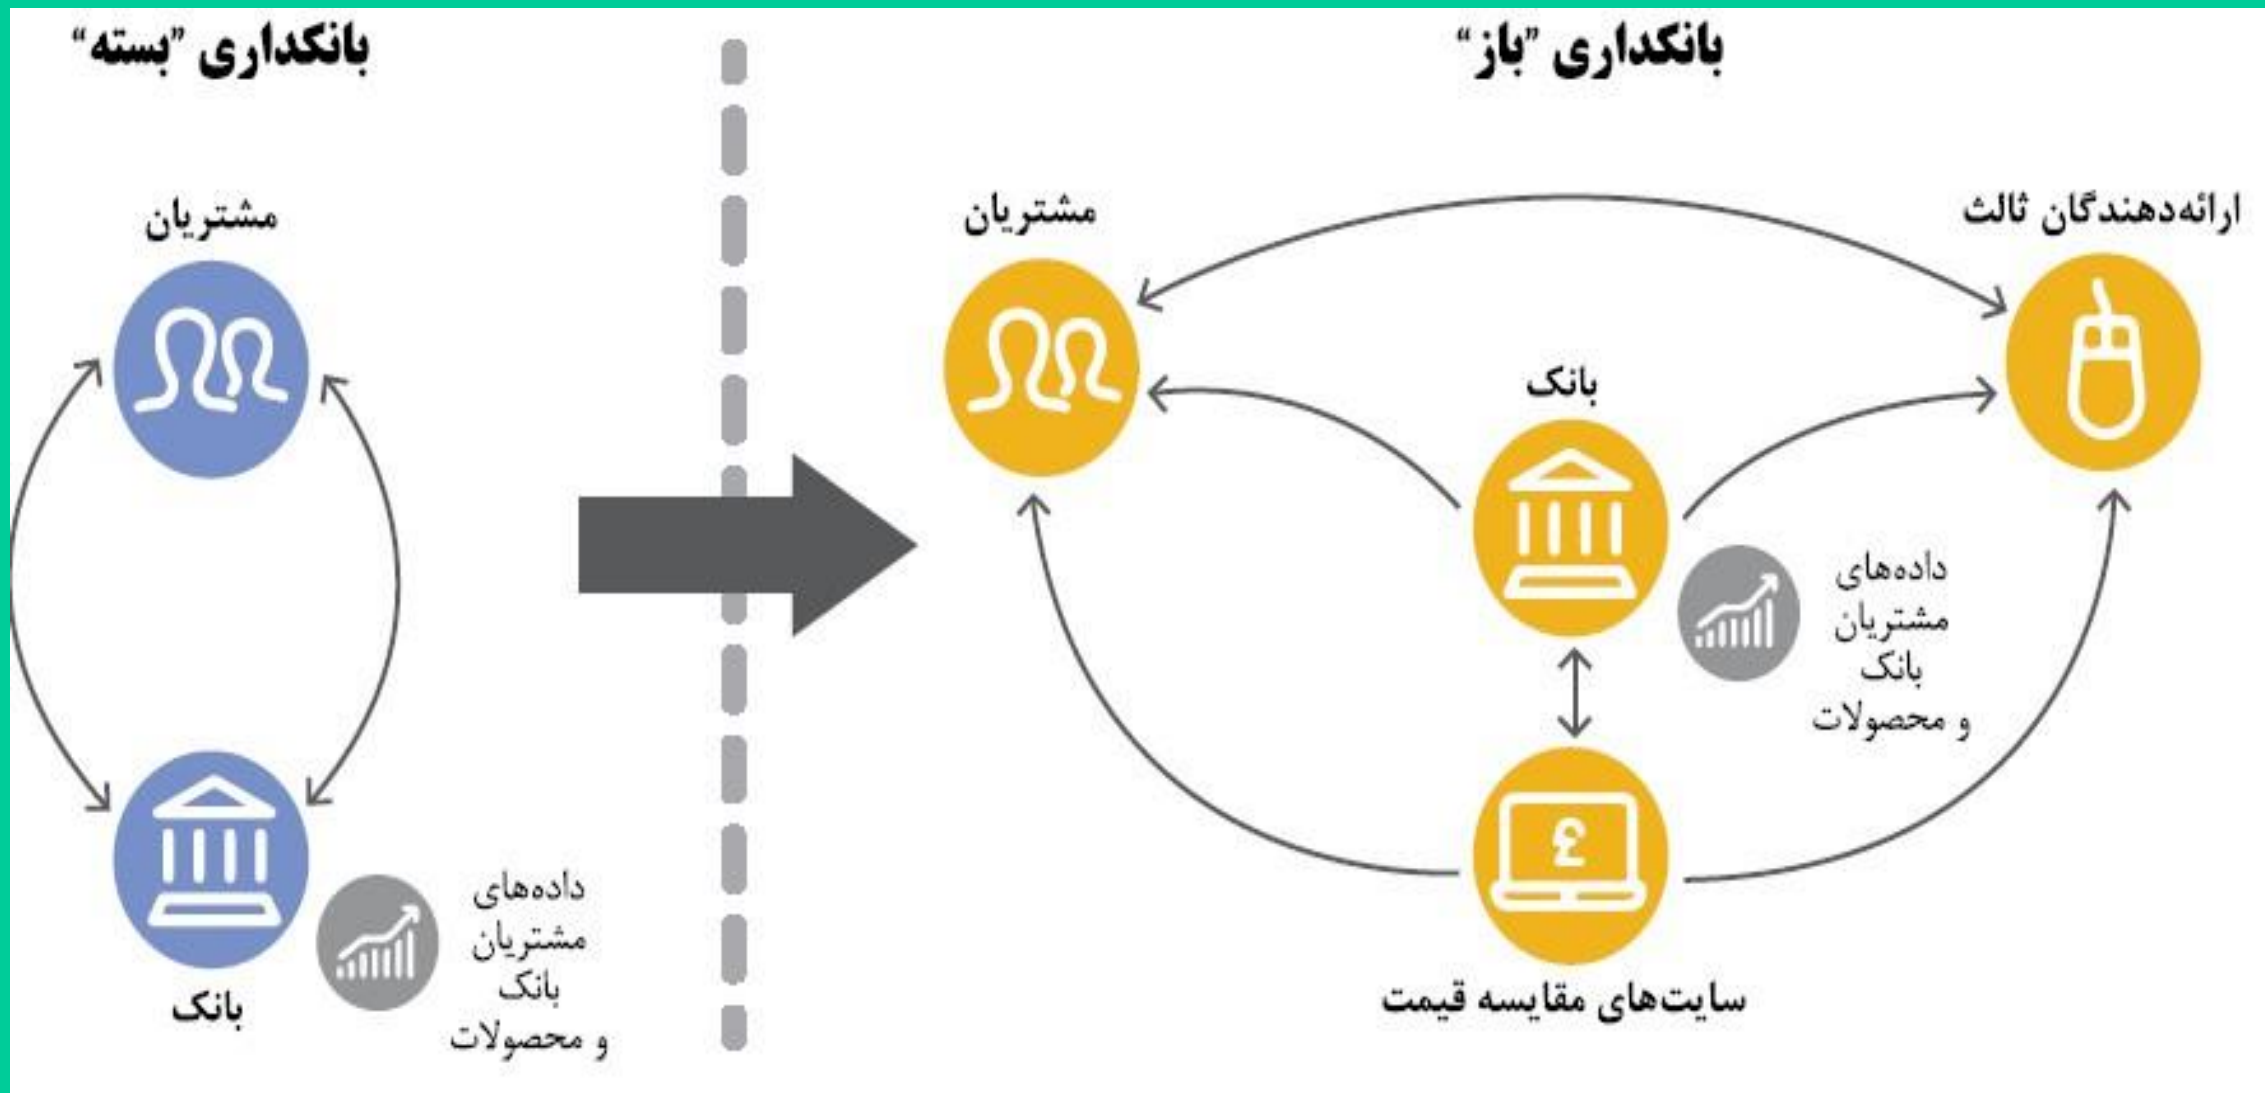 بانکداری ”باز“
بانکداری ”بسته“
ارائه‌دهندگان ثالث
مشتریان
بانک
داده‌های
مشتریان
بانک
و محصولات
£
سایت‌های مقایسه قیمت
مشتریان
بانک
داده‌های
مشتریان
بانک
و محصولات